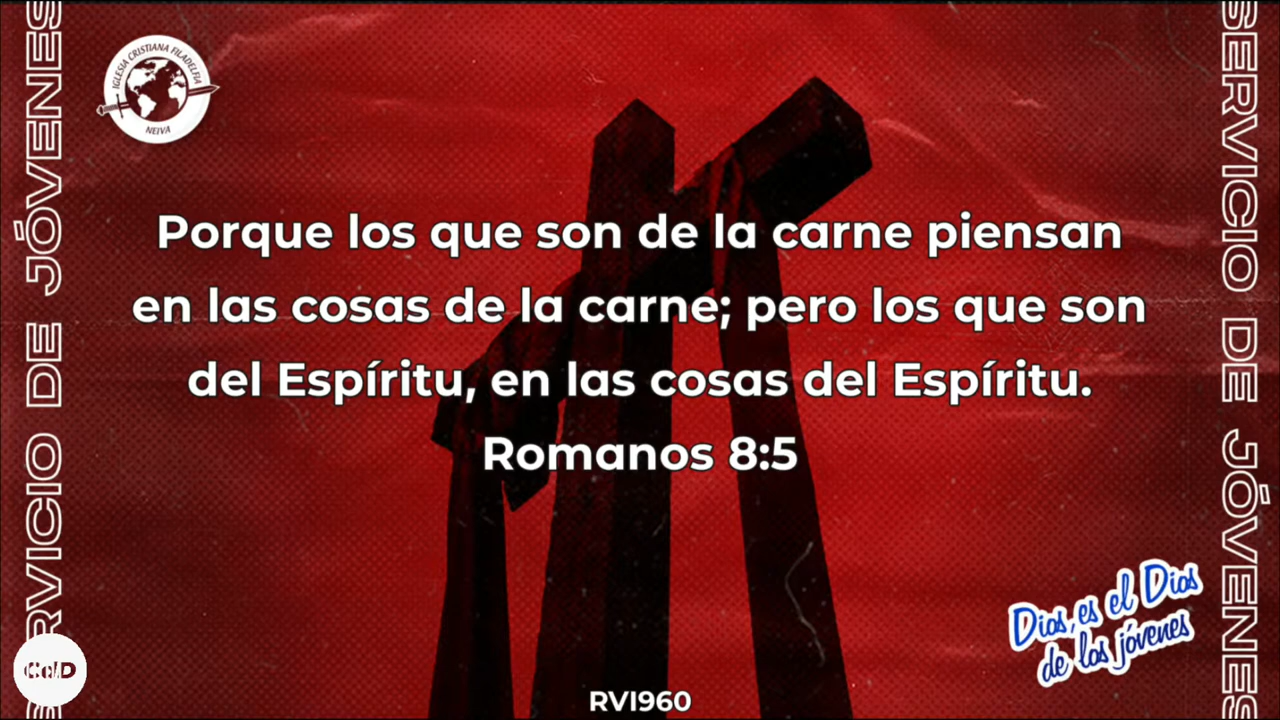 IGLESIA CRISTIANA FILADELFIA
NEIVA
SERVICIO DE JÓVENES
SERVICIO DE JÓVENES
Porque los que son de la carne piensan
en las cosas de la carne; pero los que son
del Espíritu, en las cosas del Espíritu.
Romanos 8:5
Dios, es el Dios
de los jóvenes
RV1960